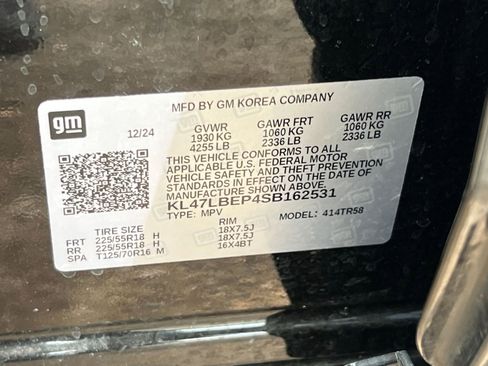 MFD BY GM KOREA COMPANY
gm
12/24 GVWR GAWR FRT GAWR RR
1930 KG 1060 KG 1060 KG
4255 LB 2336 LB 2336 LB
THIS VEHICLE CONFORMS TO ALL
APPLICABLE U.S. FEDERAL MOTOR
VEHICLE SAFETY AND THEFT PREVENTION
STANDARDS IN EFFECT ON THE DATE OF
MANUFACTURE SHOWN ABOVE.
KL47LBEP4SB162531
TYPE: MPV MODEL: 414TR58
TIRE SIZE RIM
FRT 225/55R18 H 18X7.5J
RR 225/55R18 H 18X7.5J
SPA T125/70R16 M 16X4BT